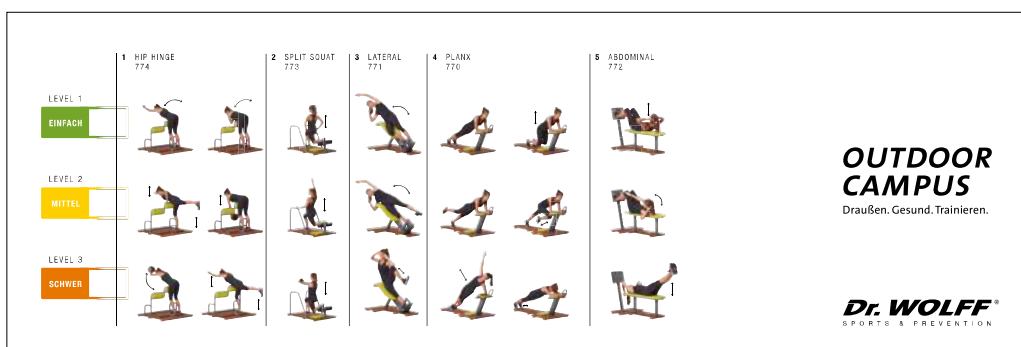 1 HIP HINGE
774
2 SPLIT SQUAT
773
3 LATERAL
771
4 PLANX
770
5 ABDOMINAL
772
LEVEL 1
EINFACH
LEVEL 2
MITTEL
LEVEL 3
SCHWER
OUTDOOR
CAMPUS
Draußen. Gesund. Trainieren.
Dr. WOLFF®
SPORTS & PREVENTION